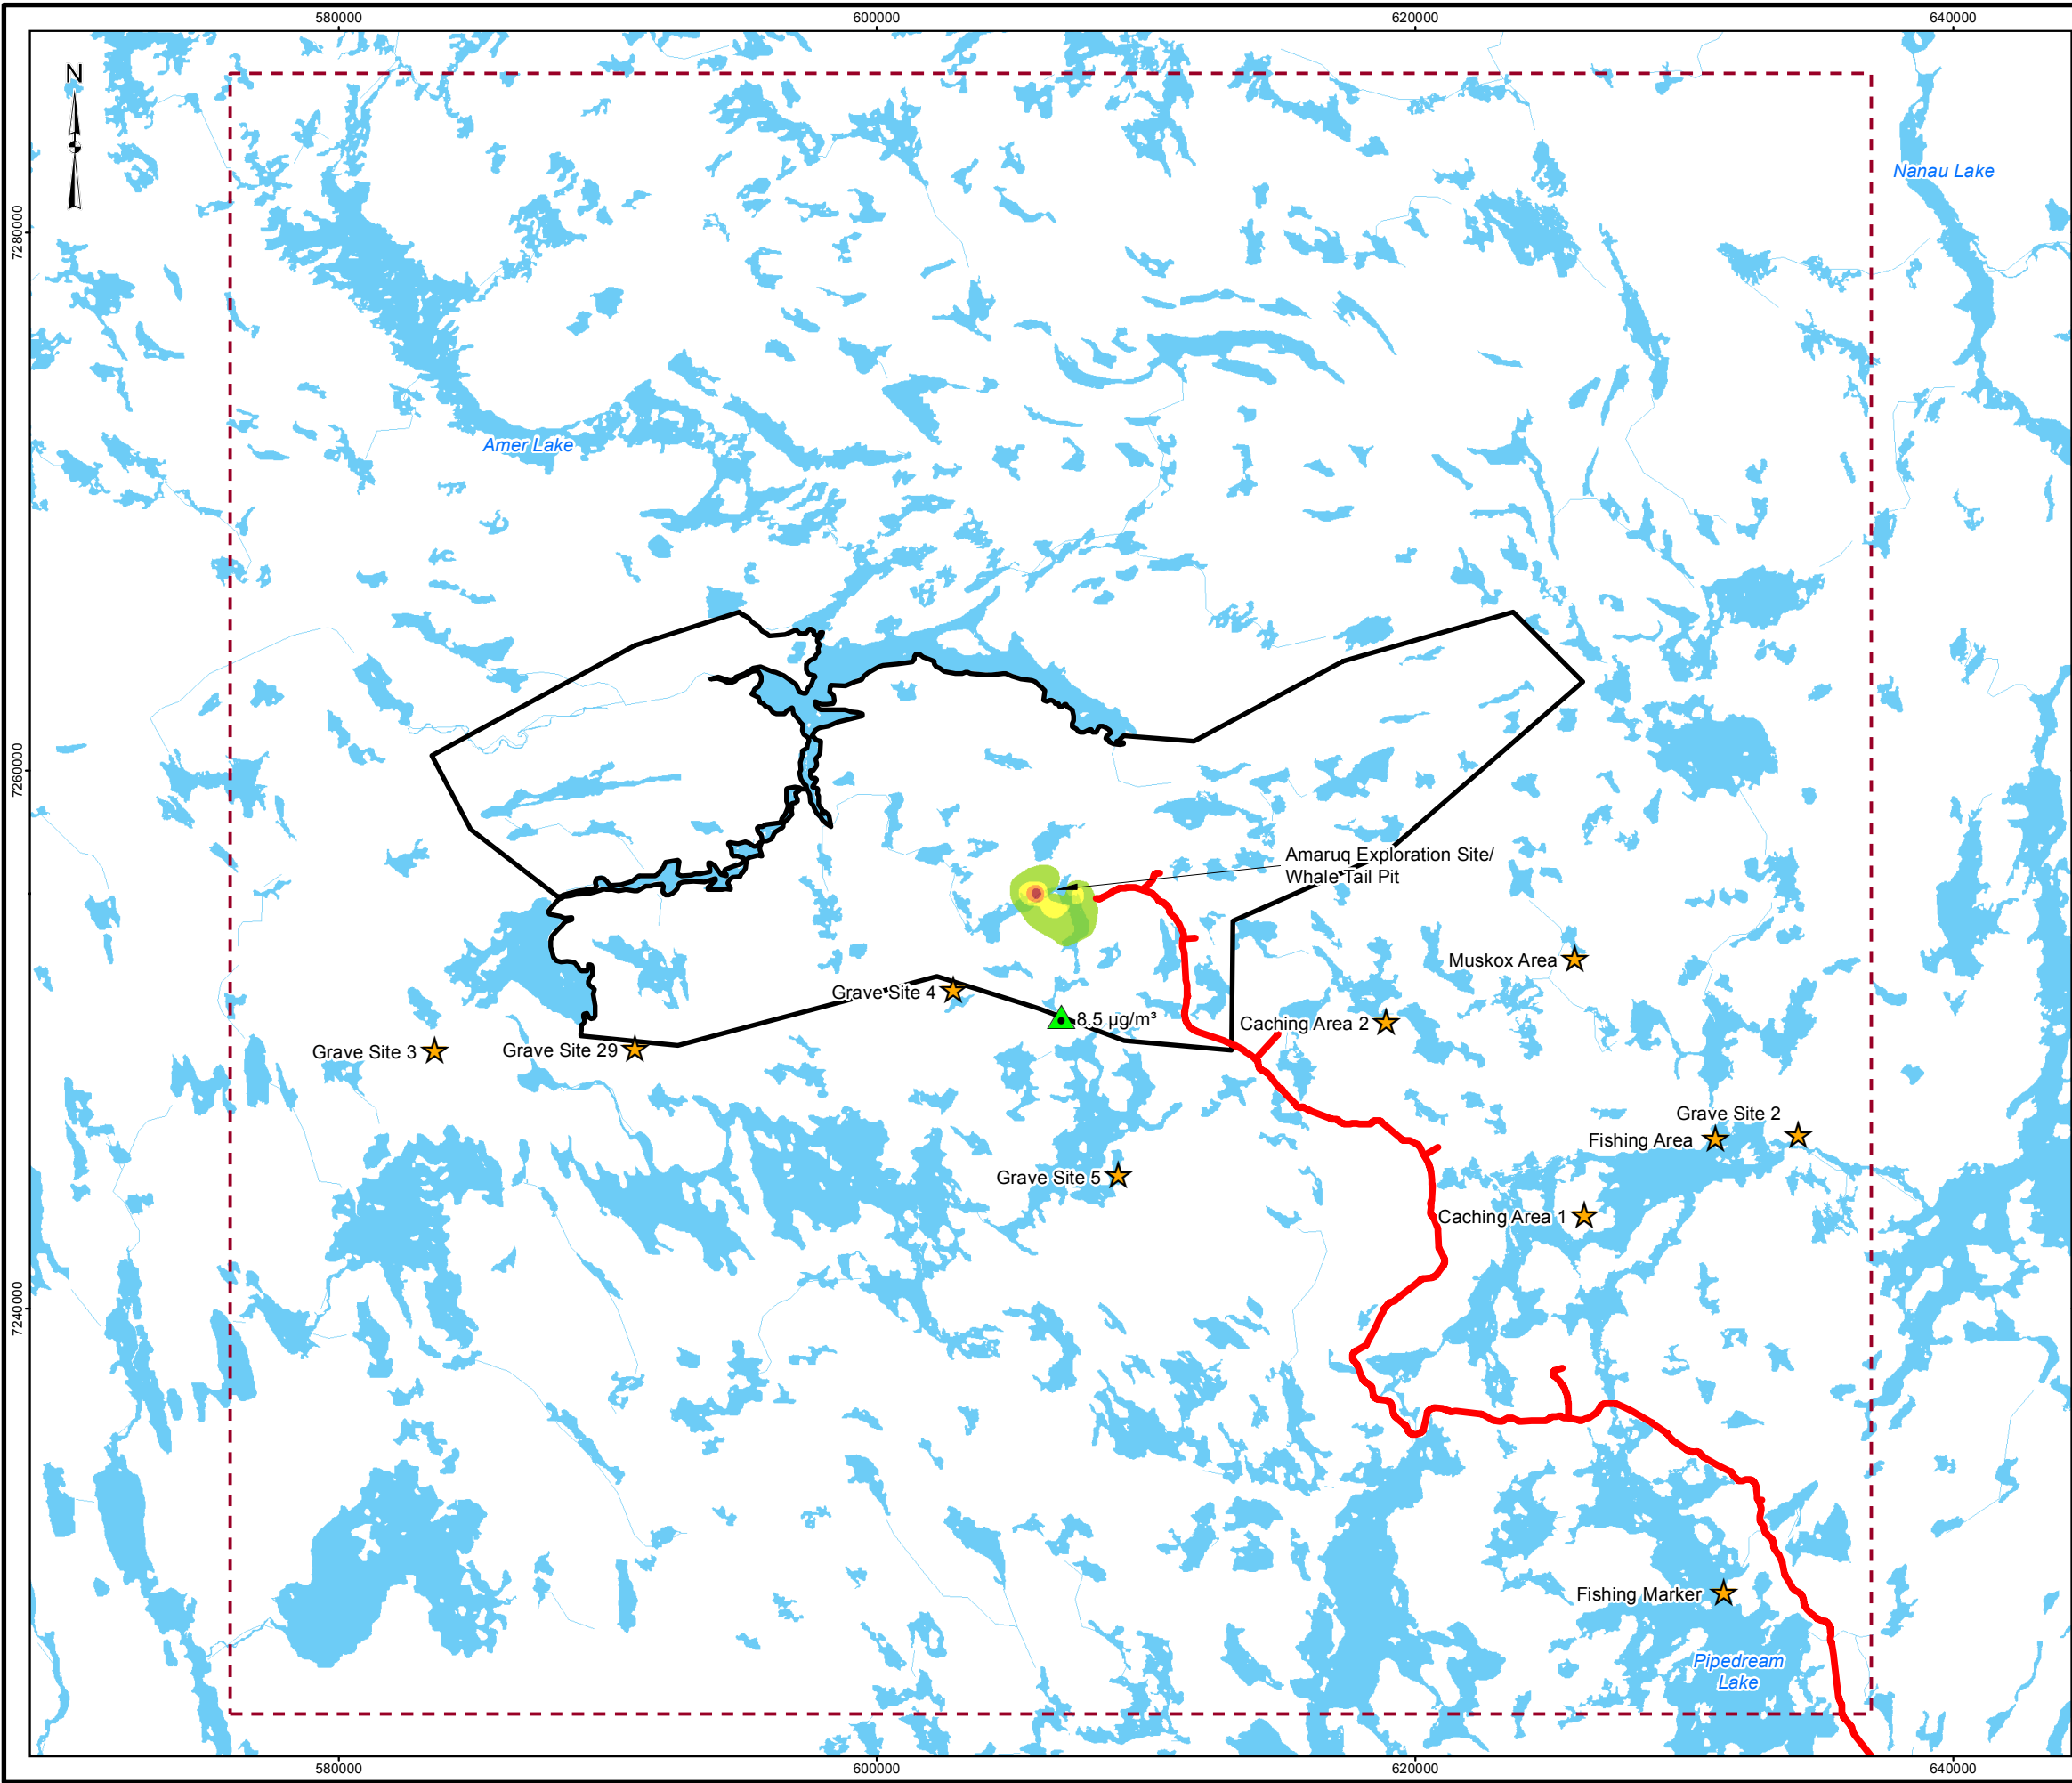 580000
600000
620000
640000
N
Nanau Lake
7280000
Amer Lake
7260000
Amaruq Exploration Site/
Whale Tail Pit
Muskox Area
Grave Site 4
8.5 µg/m³
Caching Area 2
Grave Site 3
Grave Site 29
Grave Site 2
Fishing Area
Grave Site 5
Caching Area 1
7240000
Fishing Marker
Pipedream
Lake
580000
600000
620000
640000